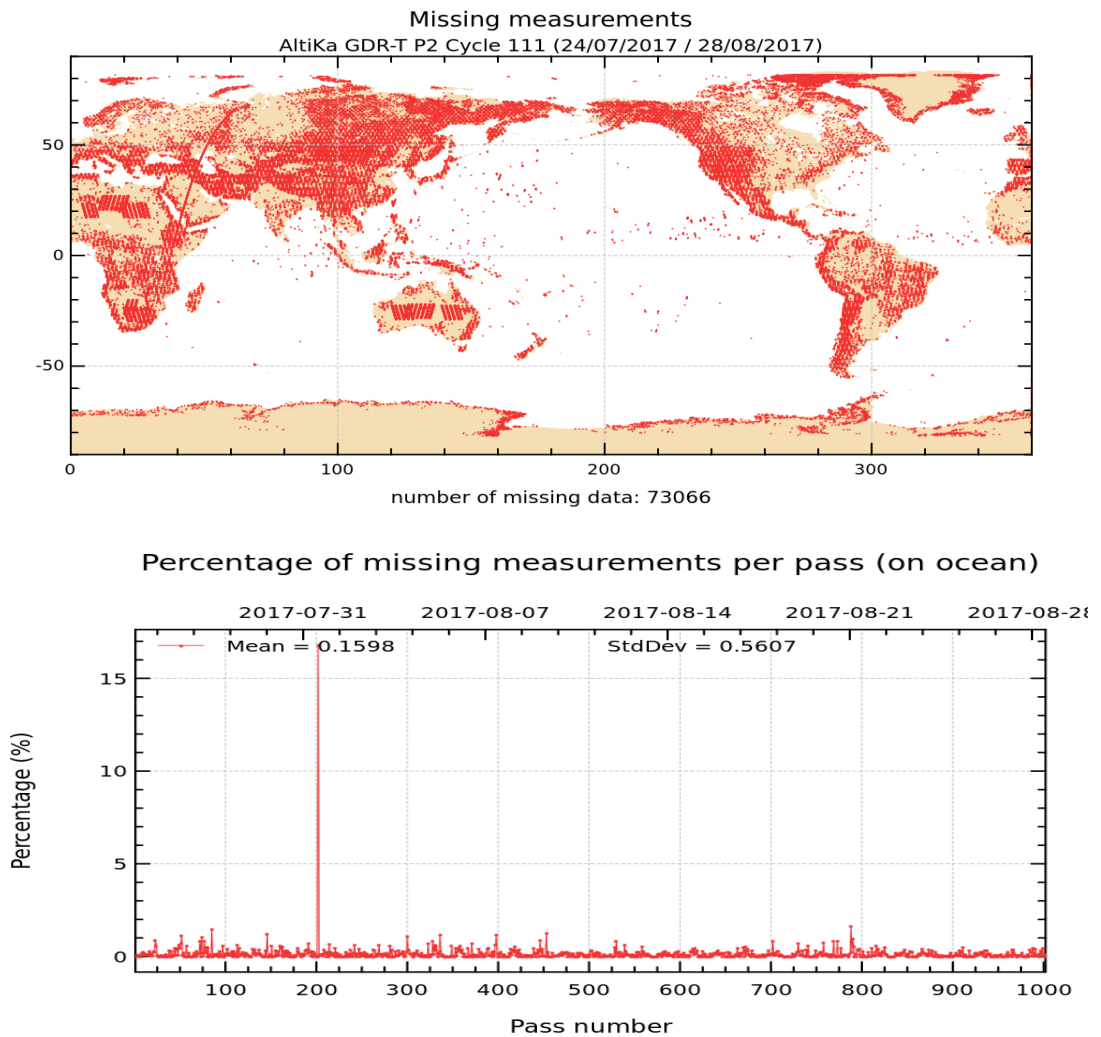 Missing measurements
AltiKa GDR-T P2 Cycle 111 (24/07/2017 / 28/08/2017)
50
0
-50
0 100 200 300
number of missing data: 73066
Percentage of missing measurements per pass (on ocean)
2017-07-31 2017-08-07 2017-08-14 2017-08-21 2017-08-28
Mean = 0.1598 StdDev = 0.5607
15
10
5
0
Percentage (%)
100 200 300 400 500 600 700 800 900 1000
Pass number